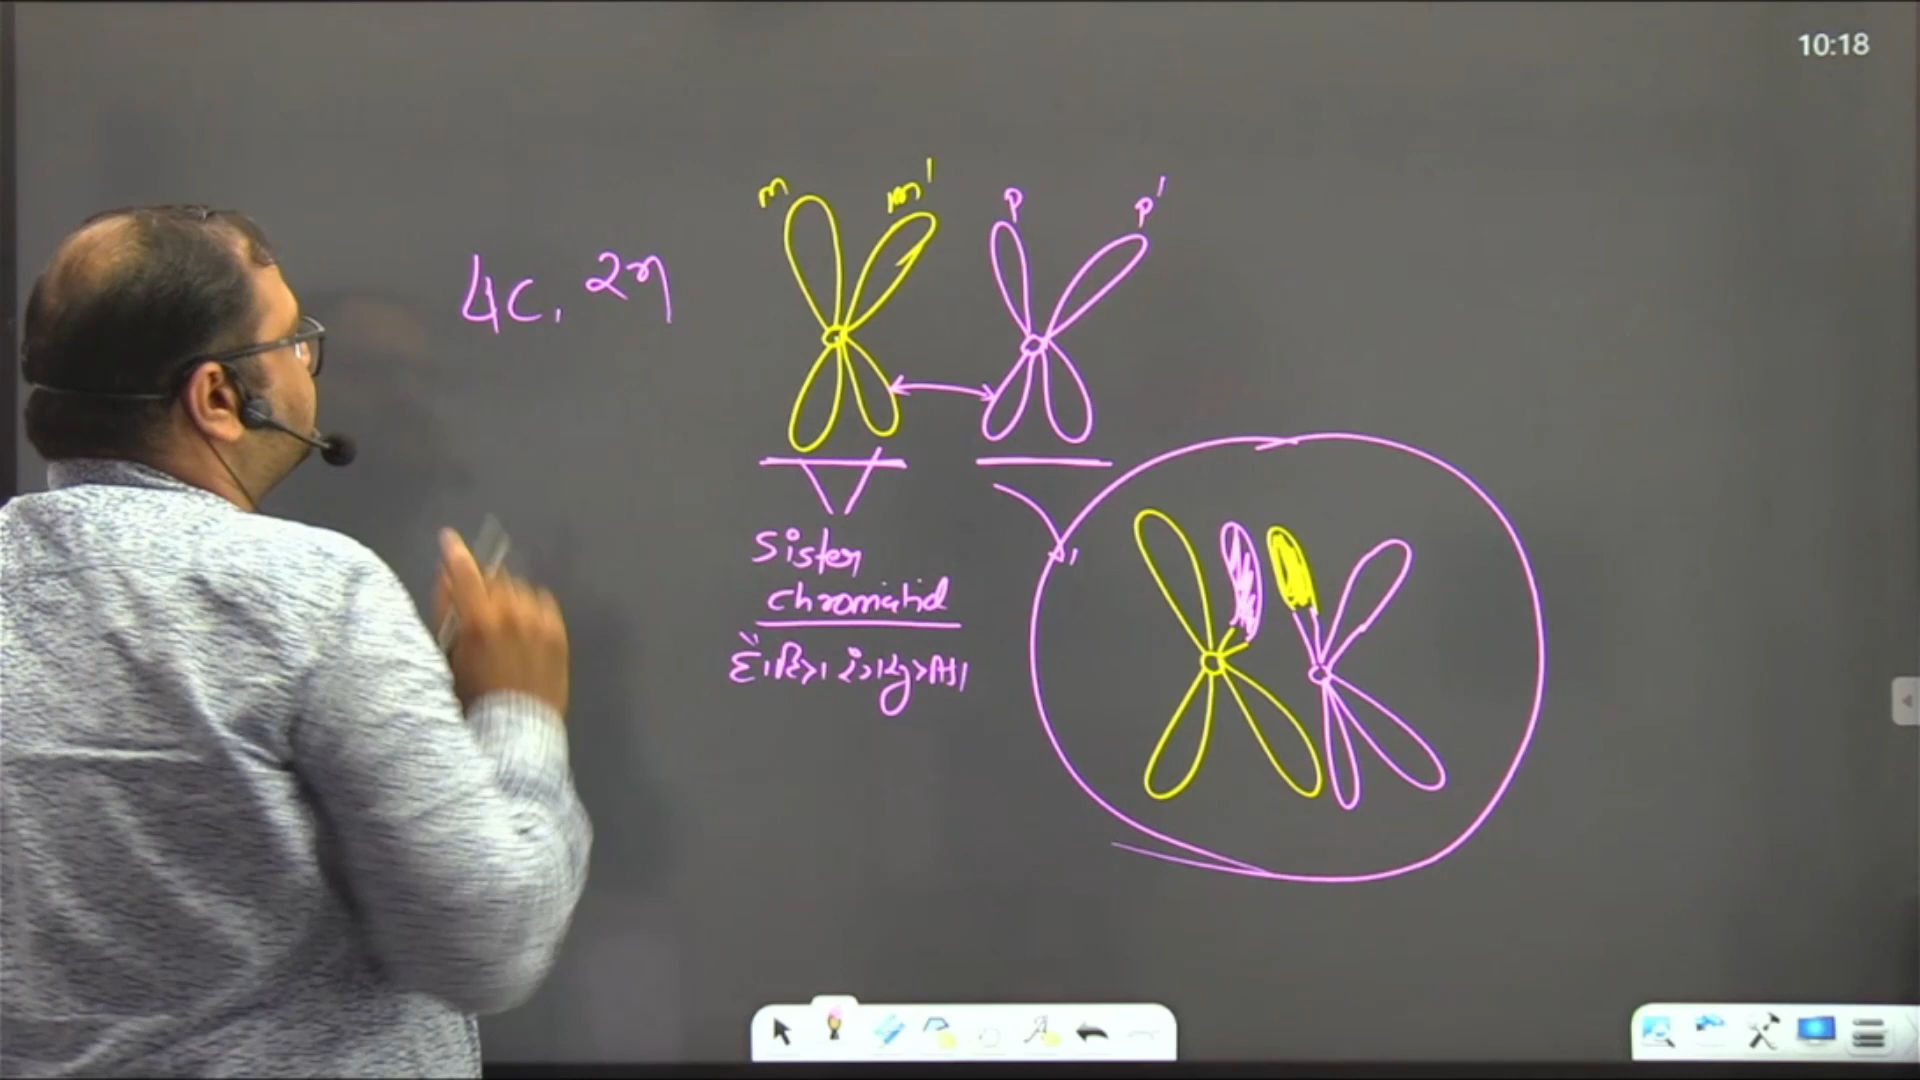 10:18
m m' p p'
4C, 2n
Sister
chromatid